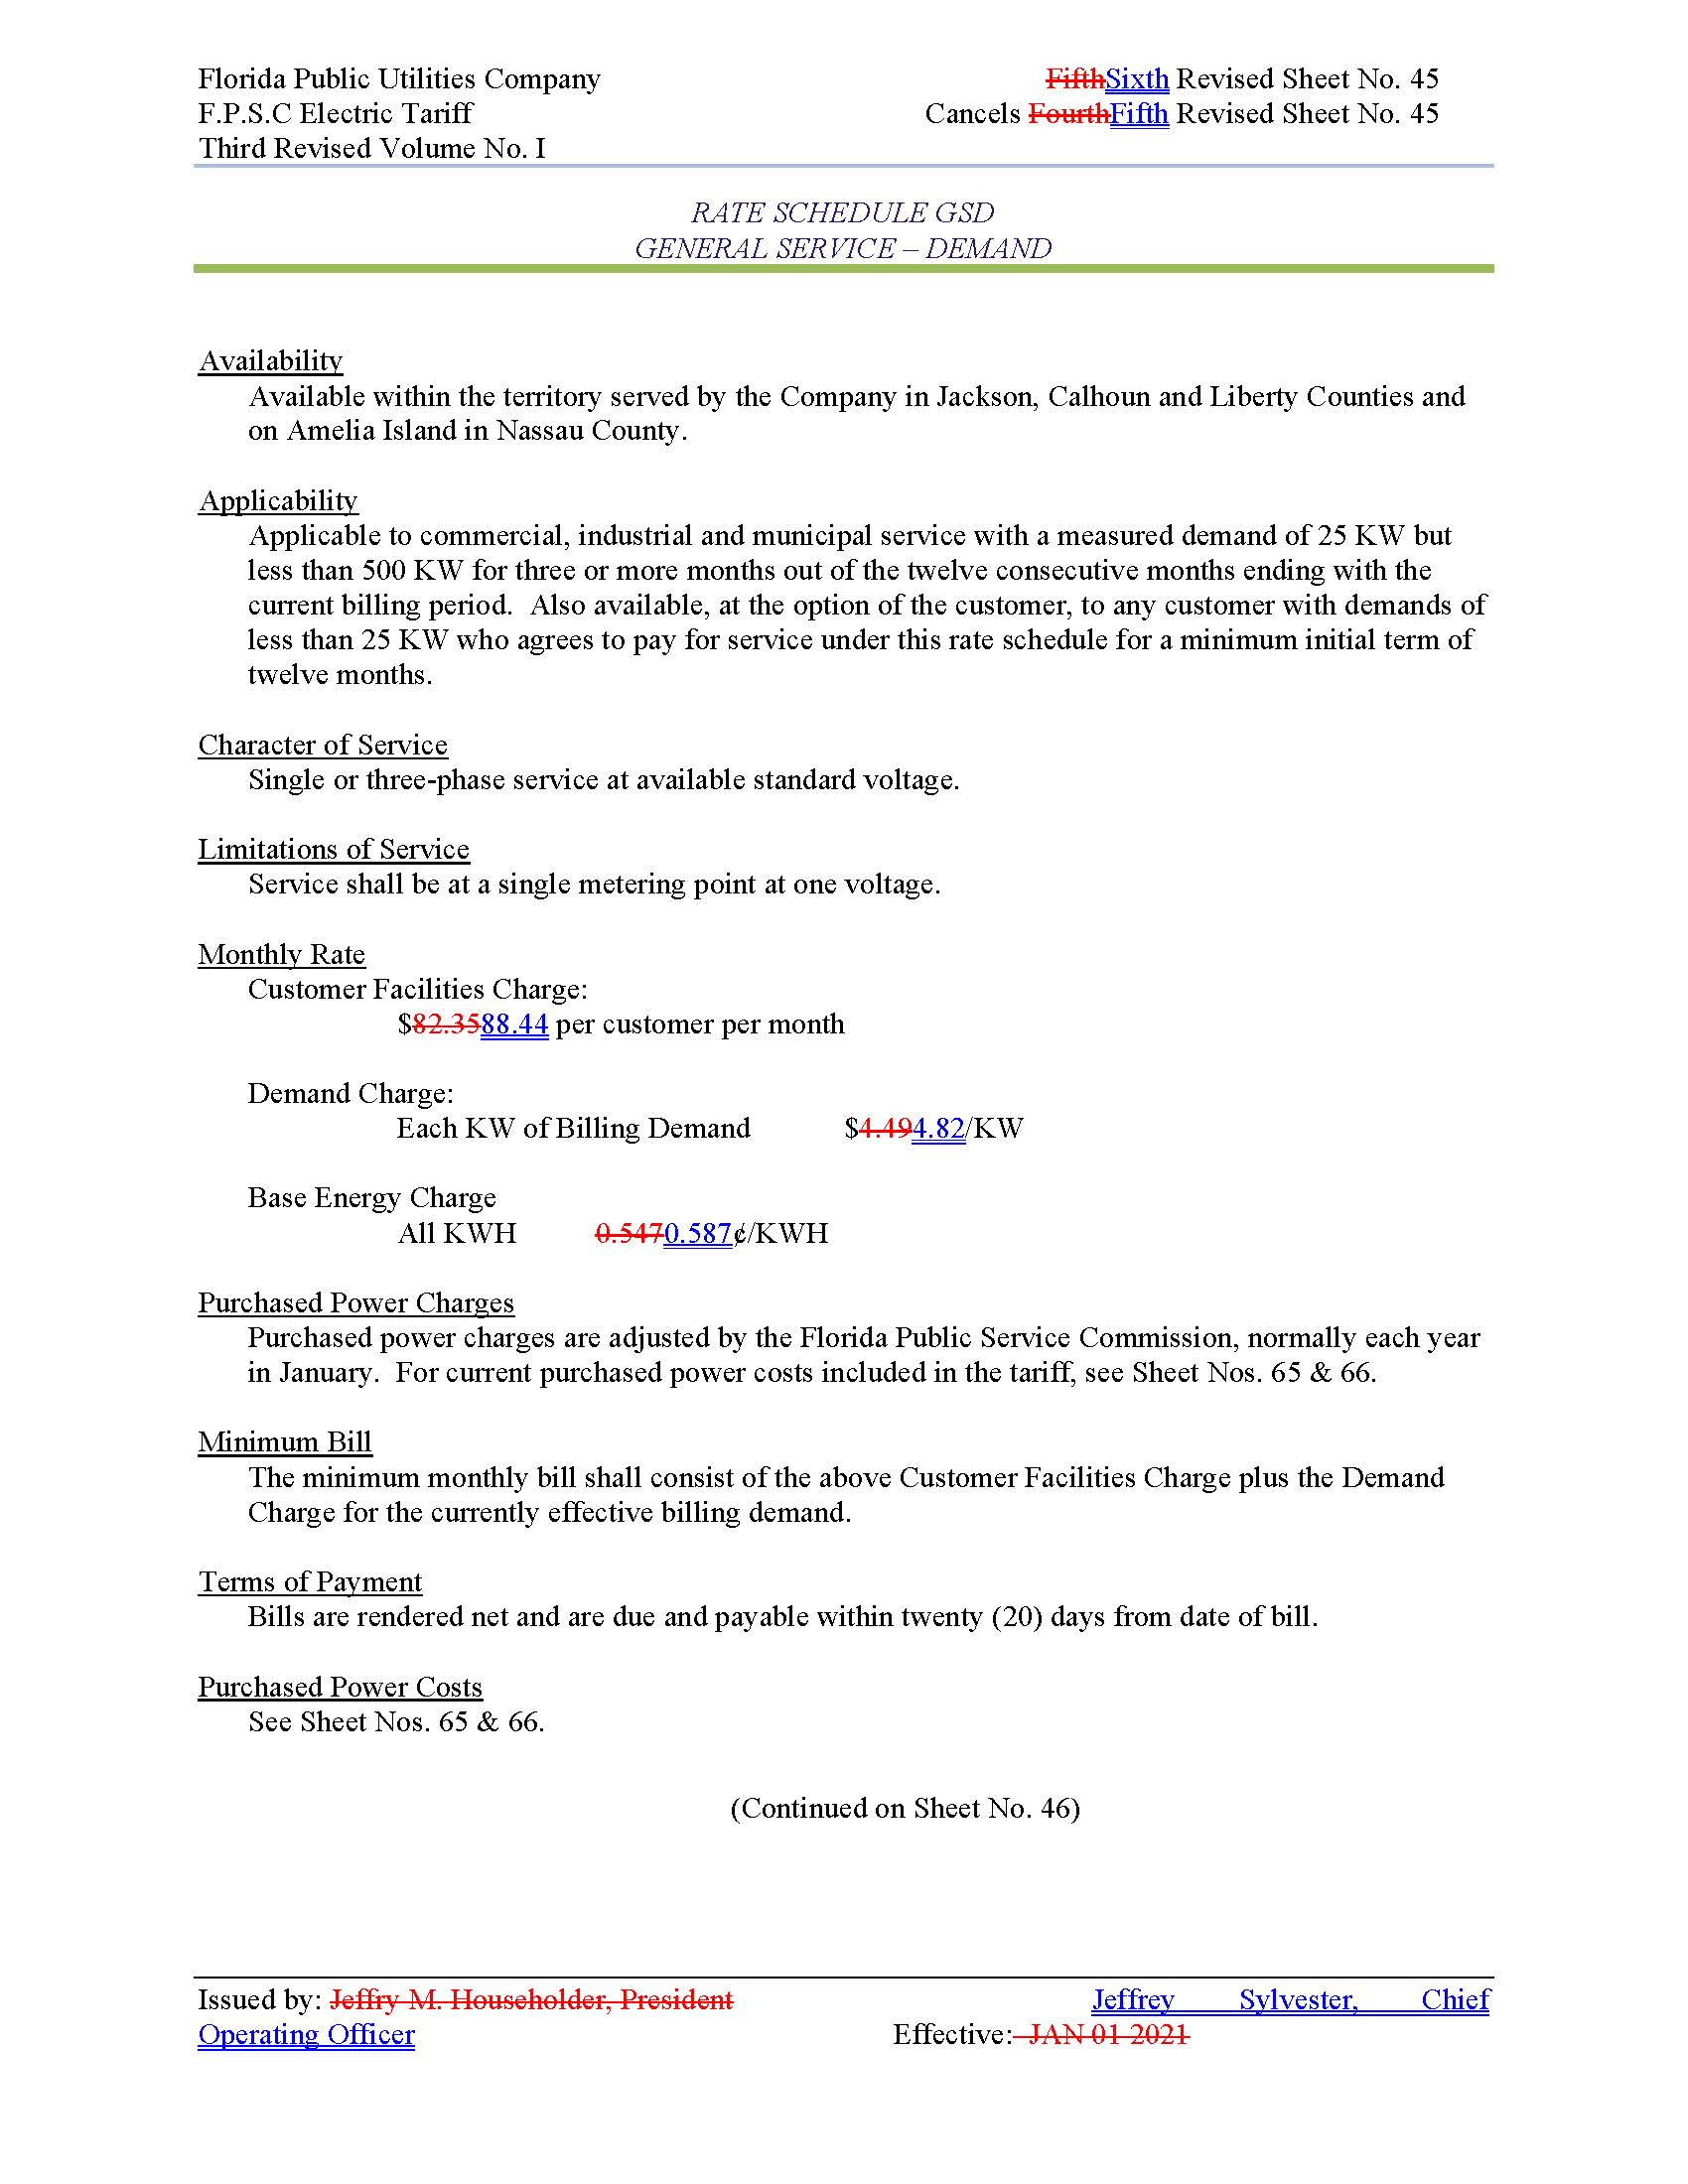 Florida Public Utilities Company FifthSixth Revised Sheet No. 45
F.P.S.C Electric Tariff Cancels FourthFifth Revised Sheet No. 45
Third Revised Volume No. I
RATE SCHEDULE GSD
GENERAL SERVICE – DEMAND
Availability
Available within the territory served by the Company in Jackson, Calhoun and Liberty Counties and
on Amelia Island in Nassau County.
Applicability
Applicable to commercial, industrial and municipal service with a measured demand of 25 KW but
less than 500 KW for three or more months out of the twelve consecutive months ending with the
current billing period. Also available, at the option of the customer, to any customer with demands of
less than 25 KW who agrees to pay for service under this rate schedule for a minimum initial term of
twelve months.
Character of Service
Single or three-phase service at available standard voltage.
Limitations of Service
Service shall be at a single metering point at one voltage.
Monthly Rate
Customer Facilities Charge:
$82.3588.44 per customer per month
Demand Charge:
Each KW of Billing Demand $4.494.82/KW
Base Energy Charge
All KWH 0.5470.587¢/KWH
Purchased Power Charges
Purchased power charges are adjusted by the Florida Public Service Commission, normally each year
in January. For current purchased power costs included in the tariff, see Sheet Nos. 65 & 66.
Minimum Bill
The minimum monthly bill shall consist of the above Customer Facilities Charge plus the Demand
Charge for the currently effective billing demand.
Terms of Payment
Bills are rendered net and are due and payable within twenty (20) days from date of bill.
Purchased Power Costs
See Sheet Nos. 65 & 66.
(Continued on Sheet No. 46)
Issued by: Jeffry M. Householder, President Jeffrey Sylvester, Chief
Operating Officer Effective: JAN 01 2021